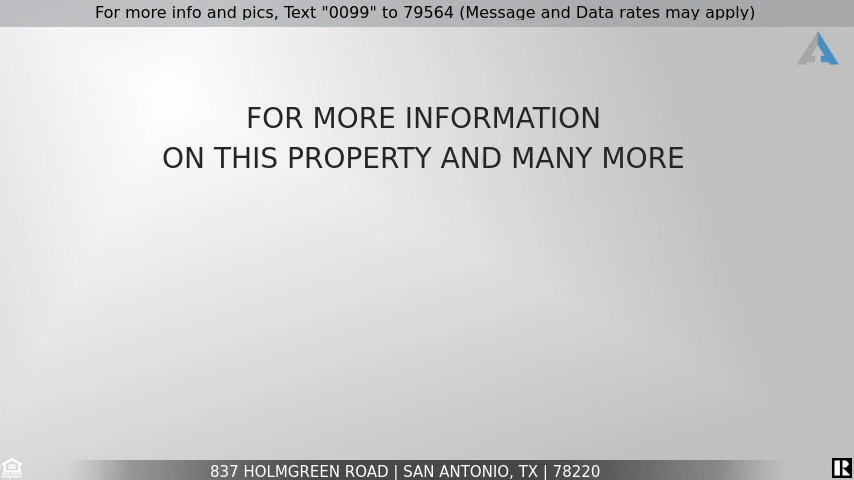 For more info and pics, Text "0099" to 79564 (Message and Data rates may apply)
FOR MORE INFORMATION
ON THIS PROPERTY AND MANY MORE
837 HOLMGREEN ROAD | SAN ANTONIO, TX | 78220